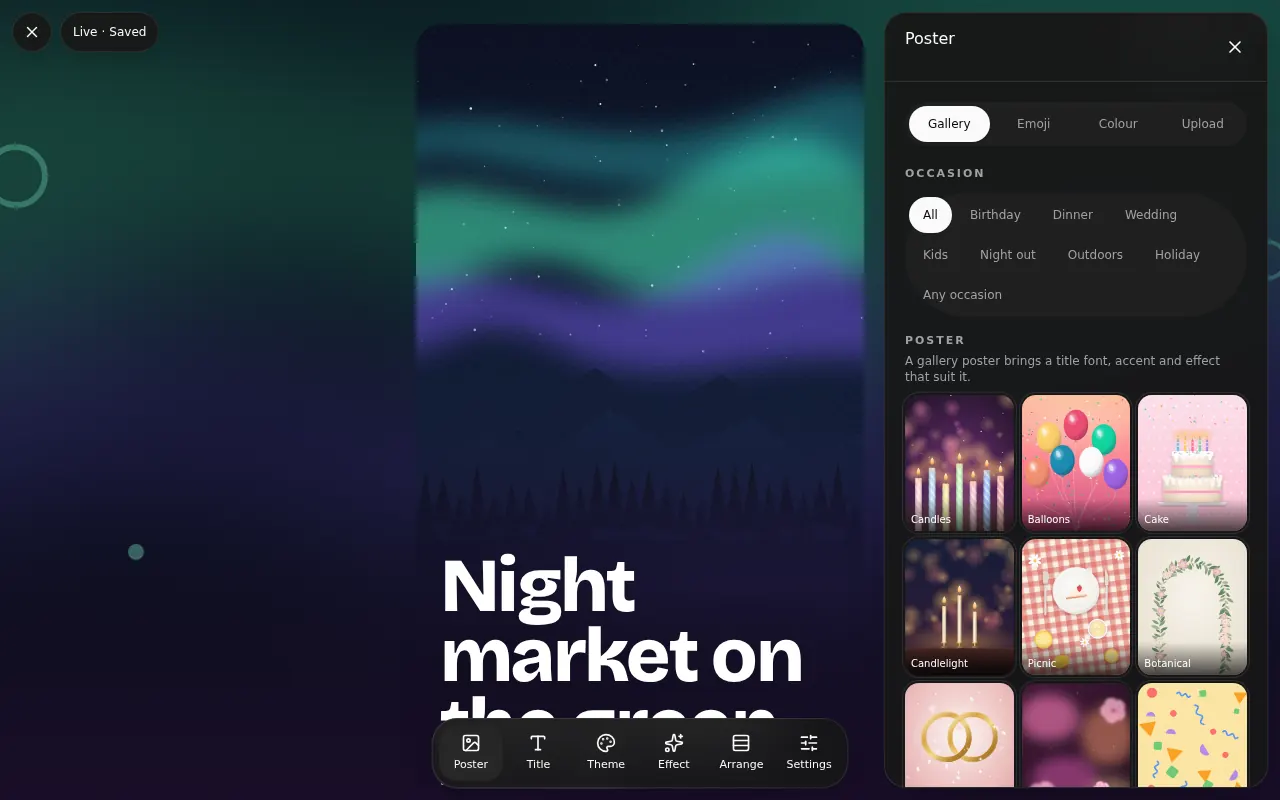 Live · Saved
Poster
Gallery Emoji Colour Upload
OCCASION
All Birthday Dinner Wedding
Kids Night out Outdoors Holiday
Any occasion
POSTER
A gallery poster brings a title font, accent and effect
that suit it.
Candles Balloons Cake
Candlelight Picnic Botanical
Night
market on
the green
Poster Title Theme Effect Arrange Settings